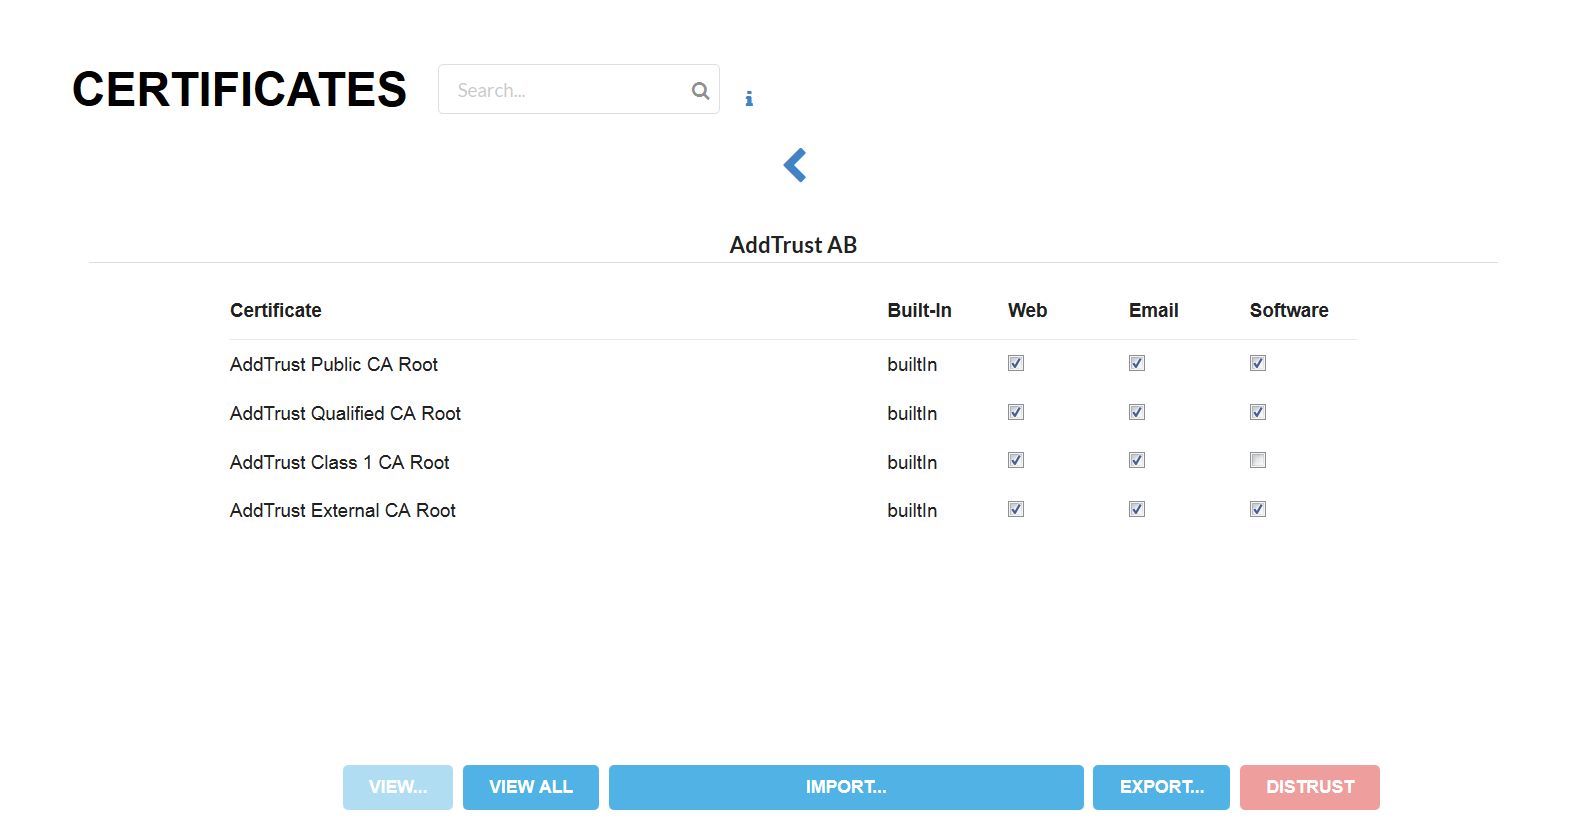 CERTIFICATES
Search...
AddTrust AB
Certificate Built-In Web Email Software
AddTrust Public CA Root builtIn
AddTrust Qualified CA Root builtIn
AddTrust Class 1 CA Root builtIn
AddTrust External CA Root builtIn
VIEW... VIEW ALL IMPORT... EXPORT... DISTRUST